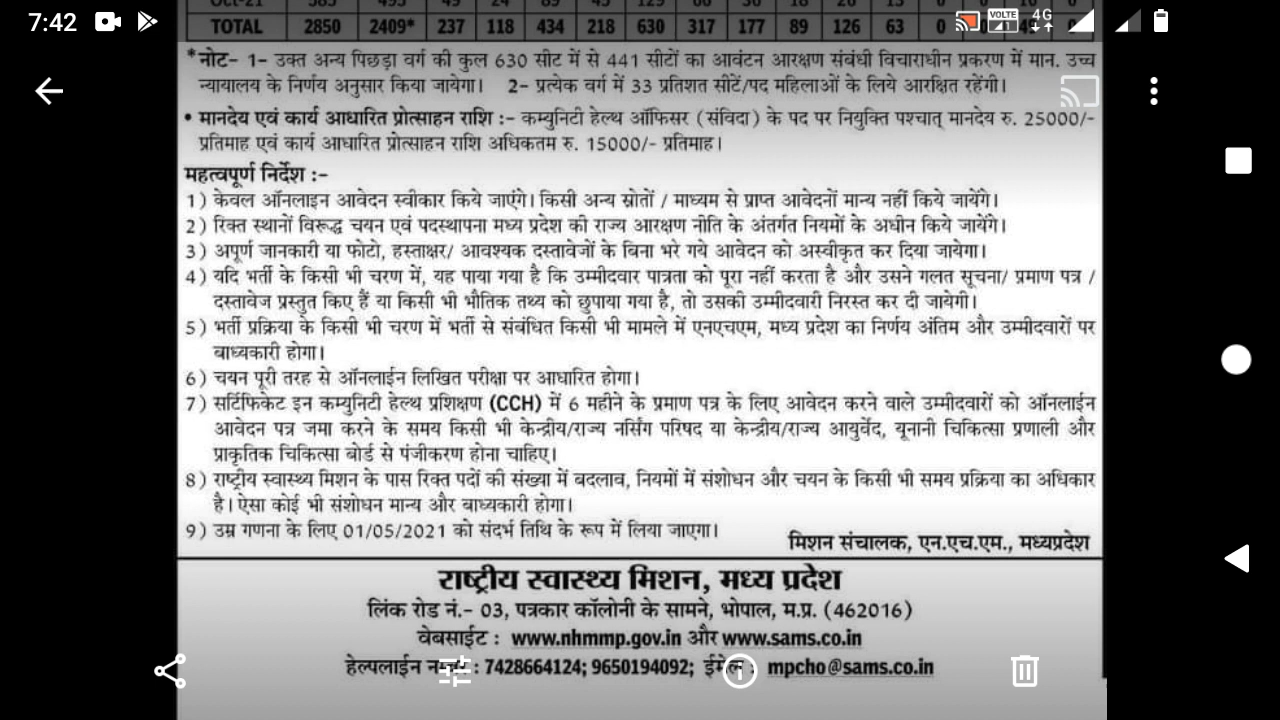 7:42
VOLTE
4G
TOTAL 2850 2409* 237 118 434 218 630 317 177 89 126 63 0
*नोट- 1- उक्त अन्य पिछड़ा वर्ग की कुल 630 सीट में से 441 सीटों का आवंटन आरक्षण संबंधी विचाराधीन प्रकरण में मान. उच्च
न्यायालय के निर्णय अनुसार किया जायेगा। 2- प्रत्येक वर्ग में 33 प्रतिशत सीटें/पद महिलाओं के लिये आरक्षित रहेंगी।
• मानदेय एवं कार्य आधारित प्रोत्साहन राशि :- कम्युनिटी हेल्थ ऑफिसर (संविदा) के पद पर नियुक्ति पश्चात् मानदेय रु. 25000/-
प्रतिमाह एवं कार्य आधारित प्रोत्साहन राशि अधिकतम रु. 15000/- प्रतिमाह।
महत्वपूर्ण निर्देश :-
1) केवल ऑनलाइन आवेदन स्वीकार किये जाएंगे। किसी अन्य स्रोतों / माध्यम से प्राप्त आवेदनों मान्य नहीं किये जायेंगे।
2) रिक्त स्थानों विरूद्ध चयन एवं पदस्थापना मध्य प्रदेश की राज्य आरक्षण नीति के अंतर्गत नियमों के अधीन किये जायेंगे।
3) अपूर्ण जानकारी या फोटो, हस्ताक्षर/ आवश्यक दस्तावेजों के बिना भरे गये आवेदन को अस्वीकृत कर दिया जायेगा।
4) यदि भर्ती के किसी भी चरण में, यह पाया गया है कि उम्मीदवार पात्रता को पूरा नहीं करता है और उसने गलत सूचना/ प्रमाण पत्र /
दस्तावेज प्रस्तुत किए हैं या किसी भी भौतिक तथ्य को छुपाया गया है, तो उसकी उम्मीदवारी निरस्त कर दी जायेगी।
5) भर्ती प्रक्रिया के किसी भी चरण में भर्ती से संबंधित किसी भी मामले में एनएचएम, मध्य प्रदेश का निर्णय अंतिम और उम्मीदवारों पर
बाध्यकारी होगा।
6) चयन पूरी तरह से ऑनलाईन लिखित परीक्षा पर आधारित होगा।
7) सर्टिफिकेट इन कम्युनिटी हेल्थ प्रशिक्षण (CCH) में 6 महीने के प्रमाण पत्र के लिए आवेदन करने वाले उम्मीदवारों को ऑनलाईन
आवेदन पत्र जमा करने के समय किसी भी केन्द्रीय/राज्य नर्सिंग परिषद या केन्द्रीय/राज्य आयुर्वेद, यूनानी चिकित्सा प्रणाली और
प्राकृतिक चिकित्सा बोर्ड से पंजीकरण होना चाहिए।
8) राष्ट्रीय स्वास्थ्य मिशन के पास रिक्त पदों की संख्या में बदलाव, नियमों में संशोधन और चयन के किसी भी समय प्रक्रिया का अधिकार
है। ऐसा कोई भी संशोधन मान्य और बाध्यकारी होगा।
9) उम्र गणना के लिए 01/05/2021 को संदर्भ तिथि के रूप में लिया जाएगा।
मिशन संचालक, एन.एच.एम., मध्यप्रदेश
राष्ट्रीय स्वास्थ्य मिशन, मध्य प्रदेश
लिंक रोड नं.- 03, पत्रकार कॉलोनी के सामने, भोपाल, म.प्र. (462016)
वेबसाईट : www.nhmmp.gov.in और www.sams.co.in
हेल्पलाईन नम्बर : 7428664124; 9650194092; ईमेल : mpcho@sams.co.in